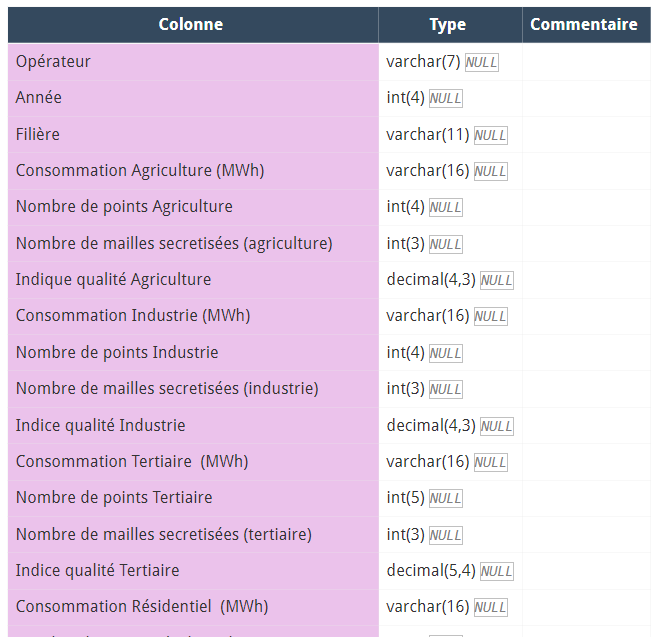 Colonne Type Commentaire
Opérateur varchar(7) NULL
Année int(4) NULL
Filière varchar(11) NULL
Consommation Agriculture (MWh) varchar(16) NULL
Nombre de points Agriculture int(4) NULL
Nombre de mailles secretisées (agriculture) int(3) NULL
Indique qualité Agriculture decimal(4,3) NULL
Consommation Industrie (MWh) varchar(16) NULL
Nombre de points Industrie int(4) NULL
Nombre de mailles secretisées (industrie) int(3) NULL
Indice qualité Industrie decimal(4,3) NULL
Consommation Tertiaire  (MWh) varchar(16) NULL
Nombre de points Tertiaire int(5) NULL
Nombre de mailles secretisées (tertiaire) int(3) NULL
Indice qualité Tertiaire decimal(5,4) NULL
Consommation Résidentiel  (MWh) varchar(16) NULL